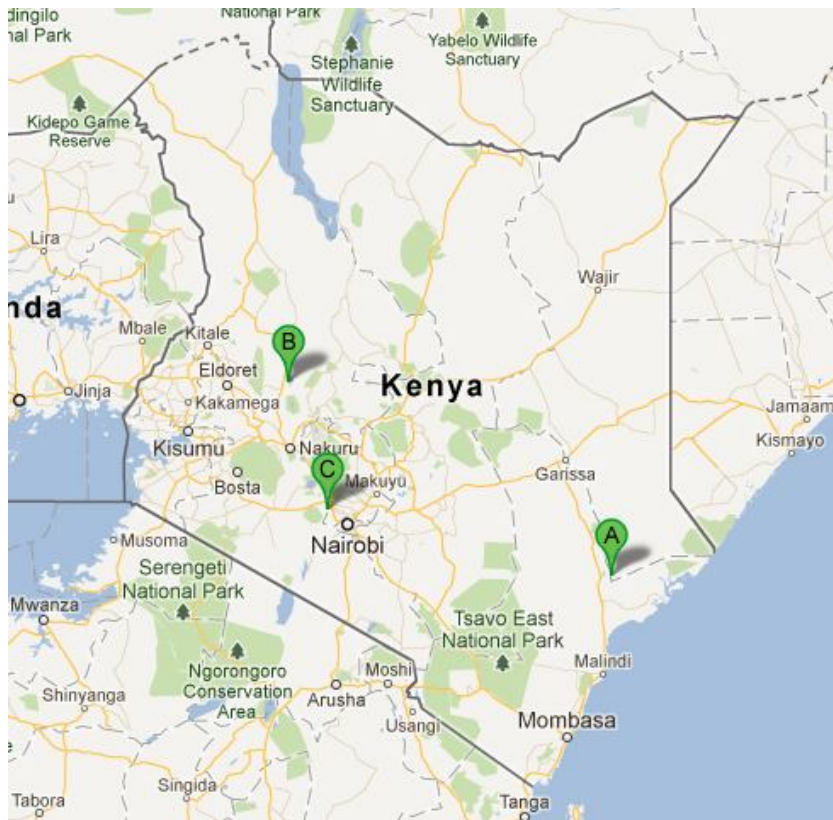 dingilo
nal Park
National Park
Stephanie
Wildlife
Sanctuary
Yabelo Wildlife
Sanctuary
Kidepo Game
Reserve
Lira
nda
Mbale
Kitale
Wajir
B
Eldoret
Jinja
Kakamega
Kenya
Kisumu
Nakuru
Jamaam
Kismayo
C
Bosta
Makuyu
Garissa
Nairobi
A
Musoma
Serengeti
National Park
Mwanza
Tsavo East
National Park
Ngorongoro
Conservation
Area
Moshi
Malindi
Shinyanga
Arusha
Usangi
Mombasa
e
Singida
Tabora
Tanga